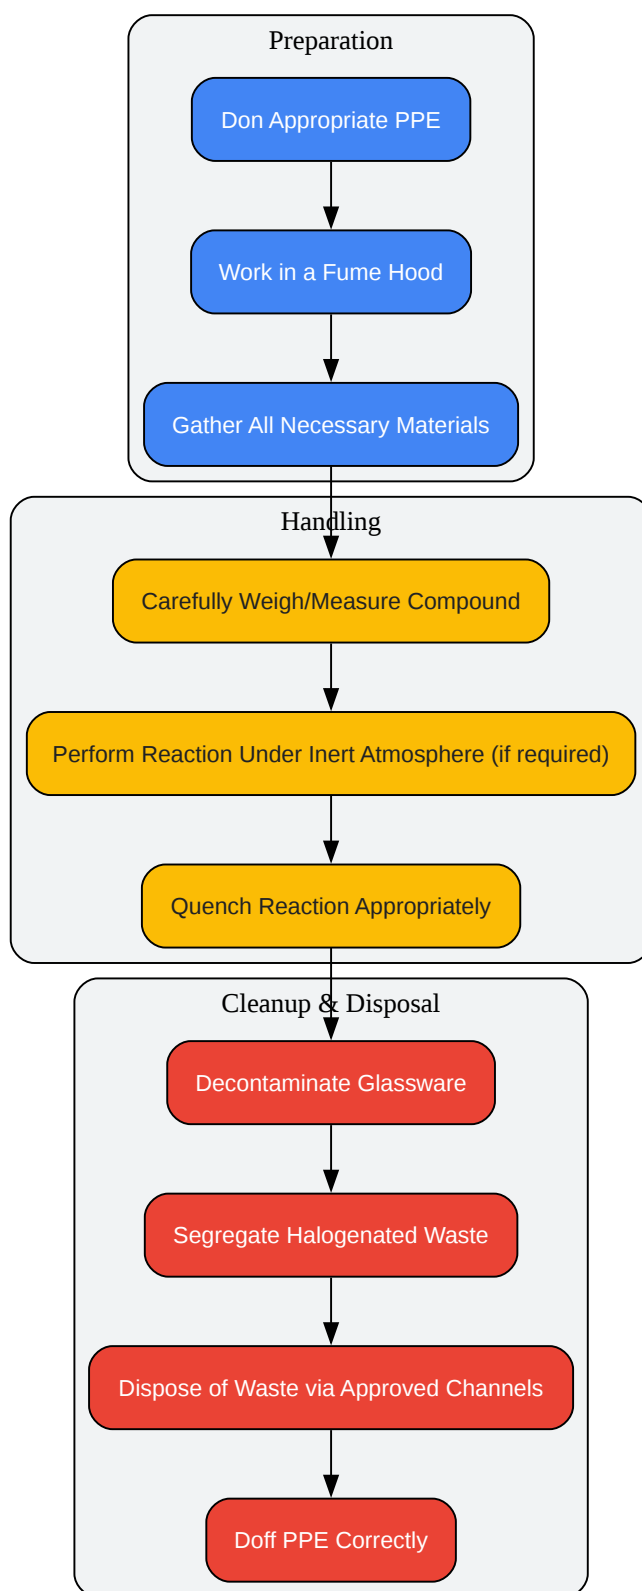 Preparation
Don Appropriate PPE
Work in a Fume Hood
Gather All Necessary Materials
Handling
Carefully Weigh/Measure Compound
Perform Reaction Under Inert Atmosphere (if required)
Quench Reaction Appropriately
Cleanup & Disposal
Decontaminate Glassware
Segregate Halogenated Waste
Dispose of Waste via Approved Channels
Doff PPE Correctly